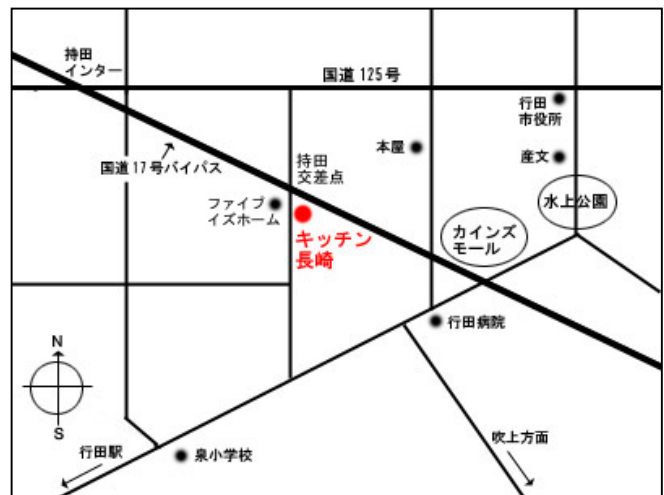 持田
インター
国道125号
行田
市役所
国道17号バイパス
持田
交差点
本屋
産文
ファイブ
イズホーム
キッチン
長崎
水上公園
カインズ
モール
行田病院
N
S
行田駅
泉小学校
吹上方面